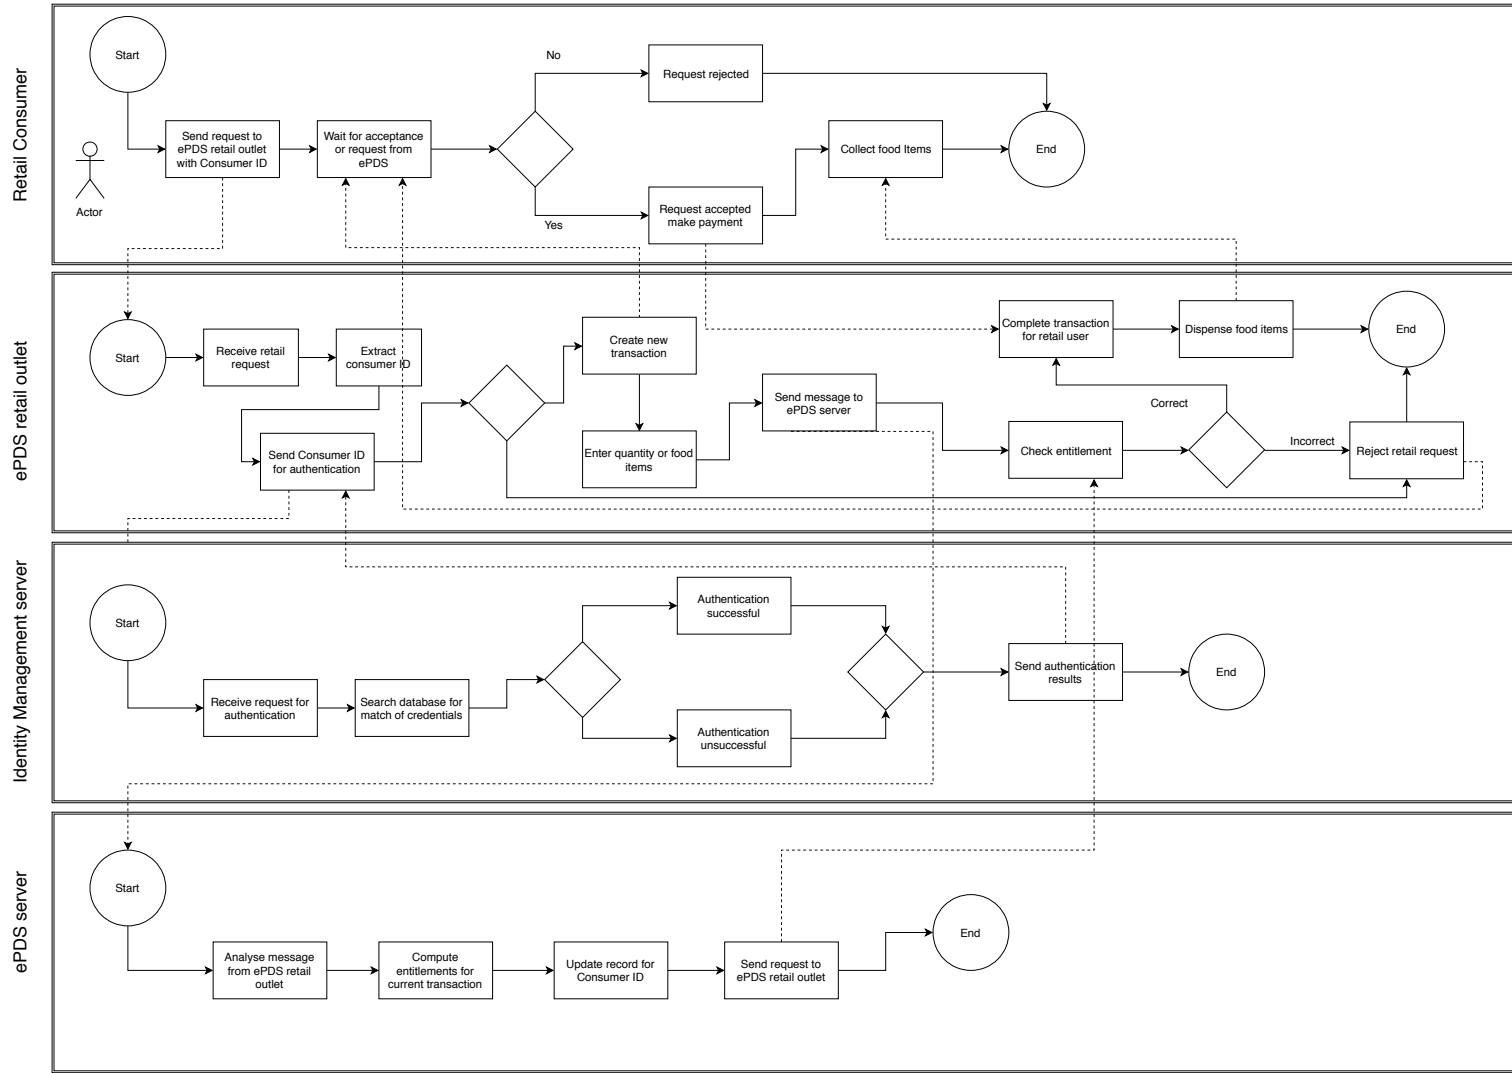 Retail Consumer
Start
Actor
Send request to
ePDS retail outlet
with Consumer ID
Wait for acceptance
or request from
ePDS
No
Yes
Request rejected
Request accepted
make payment
Collect food Items
End
ePDS retail outlet
Start
Receive retail
request
Extract
consumer ID
Send Consumer ID
for authentication
Create new
transaction
Enter quantity or food
items
Send message to
ePDS server
Complete transaction
for retail user
Dispense food items
End
Correct
Check entitlement
Incorrect
Reject retail request
Identity Management server
Start
Receive request for
authentication
Search database for
match of credentials
Authentication
successful
Authentication
unsuccessful
Send authentication
results
End
ePDS server
Start
Analyse message
from ePDS retail
outlet
Compute
entitlements for
current transaction
Update record for
Consumer ID
Send request to
ePDS retail outlet
End